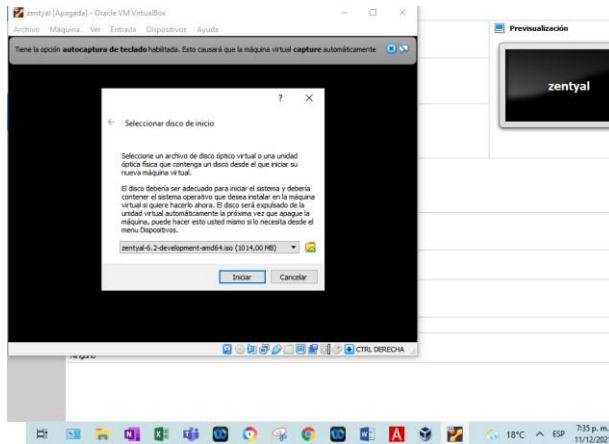 zentyal [Apagada] - Oracle VM VirtualBox
Archivo Máquina Ver Entrada Dispositivos Ayuda
Tiene la opción autocaptura de teclado habilitada. Esto causará que la máquina virtual capture automáticamente
Previsualización
zentyal
Seleccionar disco de inicio
Seleccione un archivo de disco óptico virtual o una unidad
óptica física que contenga un disco desde el que iniciar su
nueva máquina virtual.
El disco debería ser adecuado para iniciar el sistema y debería
contener el sistema operativo que desea instalar en la máquina
virtual si quiere hacerlo ahora. El disco será expulsado de la
unidad virtual automáticamente la próxima vez que apague la
máquina, puede hacer esto usted mismo si lo necesita desde el
menu Dispositivos.
zentyal-6.2-development-amd64.iso (1014,00 MB)
Iniciar Cancelar
CTRL DERECHA
18°C ESP
7:35 p. m.